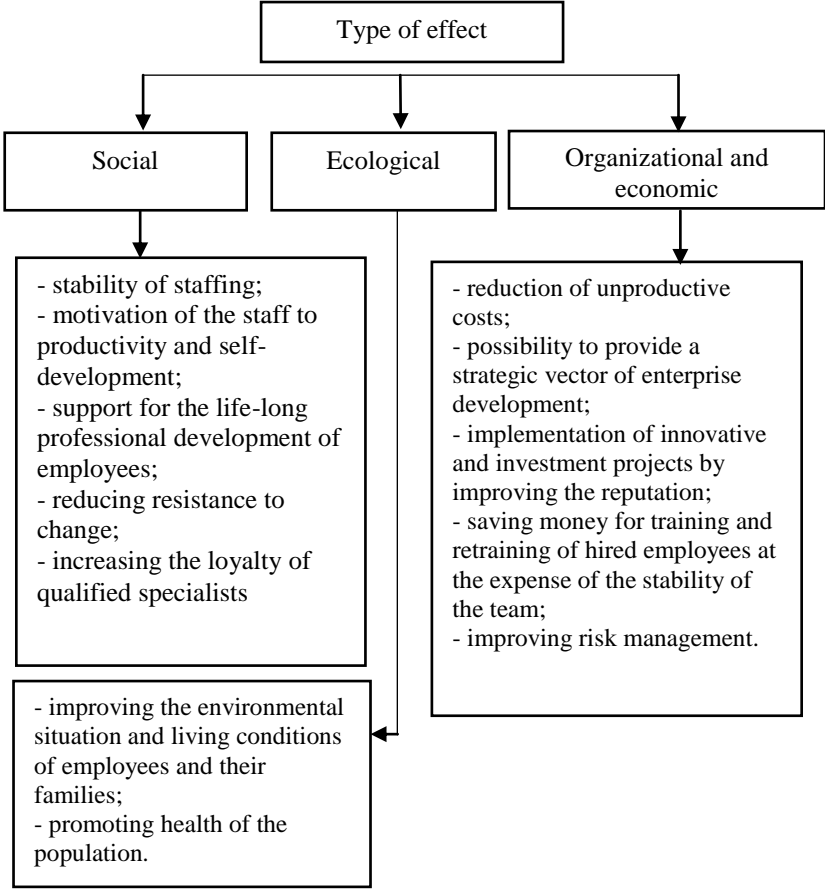 Type of effect
Social
Ecological
Organizational and
economic
- stability of staffing;
- motivation of the staff to
productivity and self-
development;
- support for the life-long
professional development of
employees;
- reducing resistance to
change;
- increasing the loyalty of
qualified specialists
- reduction of unproductive
costs;
- possibility to provide a
strategic vector of enterprise
development;
- implementation of innovative
and investment projects by
improving the reputation;
- saving money for training and
retraining of hired employees at
the expense of the stability of
the team;
- improving risk management.
- improving the environmental
situation and living conditions
of employees and their
families;
- promoting health of the
population.